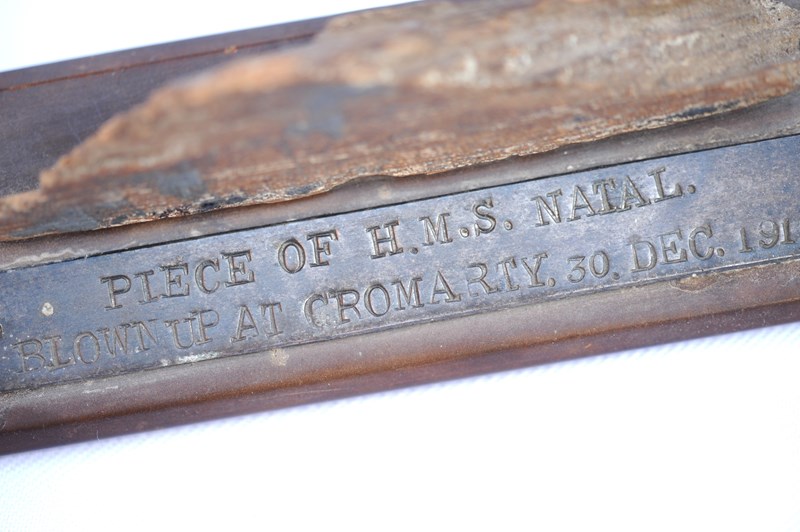 PIECE OF H.M.S. NATAL.
BLOWN UP AT CROMARTY. 30. DEC. 191